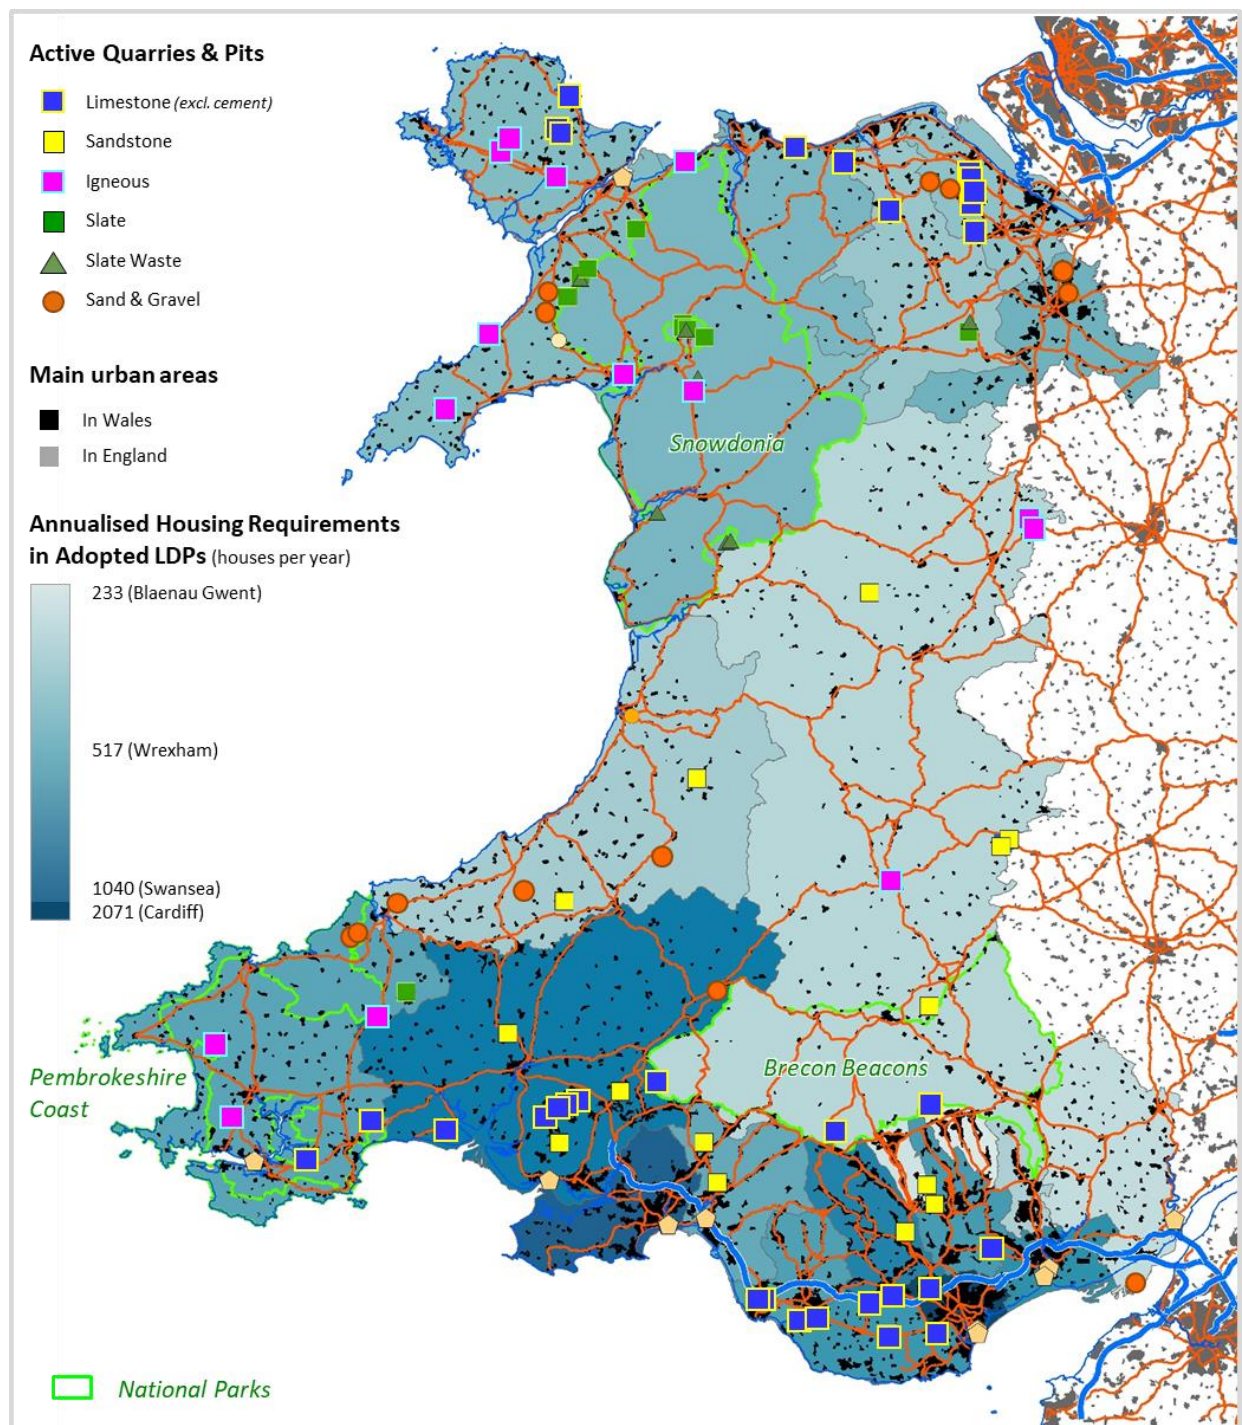 Active Quarries & Pits
Limestone (excl. cement)
Sandstone
Igneous
Slate
Slate Waste
Sand & Gravel
Main urban areas
In Wales
In England
Annualised Housing Requirements
in Adopted LDPs (houses per year)
233 (Blaenau Gwent)
517 (Wrexham)
1040 (Swansea)
2071 (Cardiff)
Snowdonia
Pembrokeshire
Coast
Brecon Beacons
National Parks